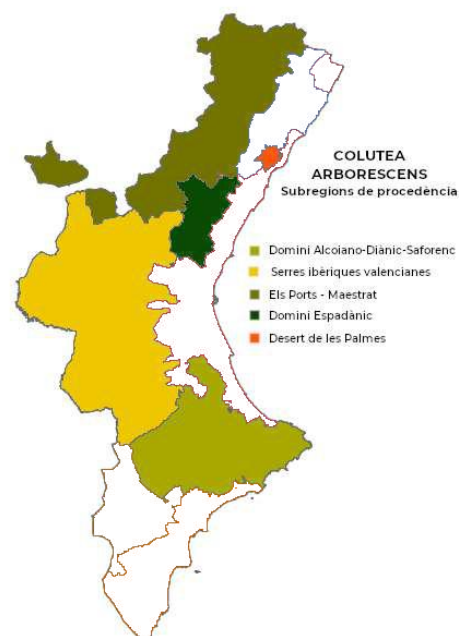 COLUTEA
ARBORESCENS
Subregions de procedència
Domini Alcoiano-Diànic-Saforenc
Serres ibèriques valencianes
Els Ports - Maestrat
Domini Espadànic
Desert de les Palmes